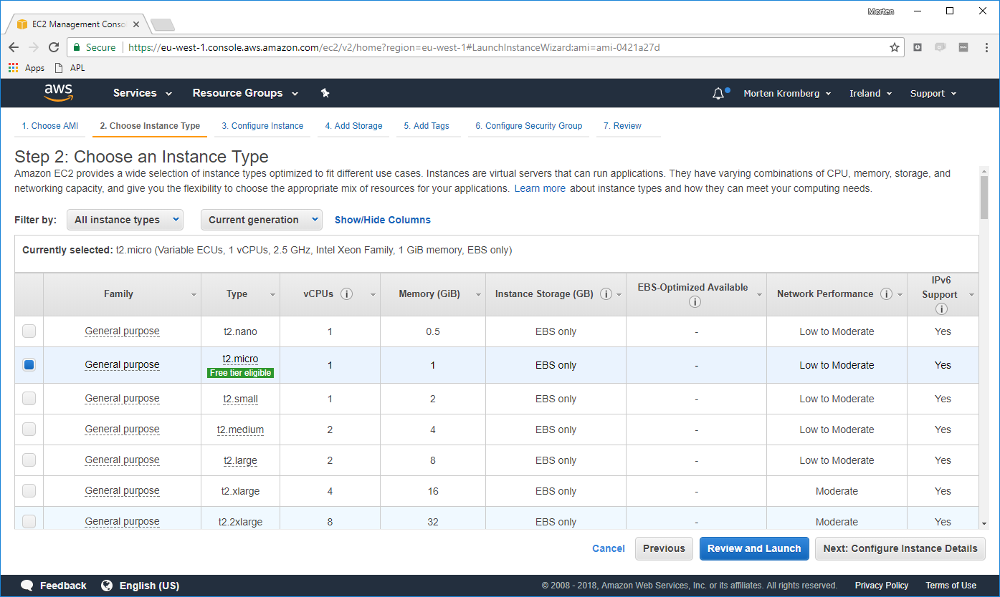 Morten
EC2 Management Conso
Secure https://eu-west-1.console.aws.amazon.com/ec2/v2/home?region=eu-west-1#LaunchInstanceWizard:ami=ami-0421a27d
Apps APL
aws Services Resource Groups Morten Kromberg Ireland Support
1. Choose AMI 2. Choose Instance Type 3. Configure Instance 4. Add Storage 5. Add Tags 6. Configure Security Group 7. Review
Step 2: Choose an Instance Type
Amazon EC2 provides a wide selection of instance types optimized to fit different use cases. Instances are virtual servers that can run applications. They have varying combinations of CPU, memory, storage, and
networking capacity, and give you the flexibility to choose the appropriate mix of resources for your applications. Learn more about instance types and how they can meet your computing needs.
Filter by: All instance types Current generation Show/Hide Columns
Currently selected: t2.micro (Variable ECUs, 1 vCPUs, 2.5 GHz, Intel Xeon Family, 1 GiB memory, EBS only)
Family Type vCPUs Memory (GiB) Instance Storage (GB) EBS-Optimized Available Network Performance IPv6 Support
General purpose t2.nano 1 0.5 EBS only - Low to Moderate Yes
General purpose t2.micro 1 1 EBS only - Low to Moderate Yes
Free tier eligible
General purpose t2.small 1 2 EBS only - Low to Moderate Yes
General purpose t2.medium 2 4 EBS only - Low to Moderate Yes
General purpose t2.large 2 8 EBS only - Low to Moderate Yes
General purpose t2.xlarge 4 16 EBS only - Moderate Yes
General purpose t2.2xlarge 8 32 EBS only - Moderate Yes
Cancel Previous Review and Launch Next: Configure Instance Details
Feedback English (US) © 2008 - 2018, Amazon Web Services, Inc. or its affiliates. All rights reserved. Privacy Policy Terms of Use